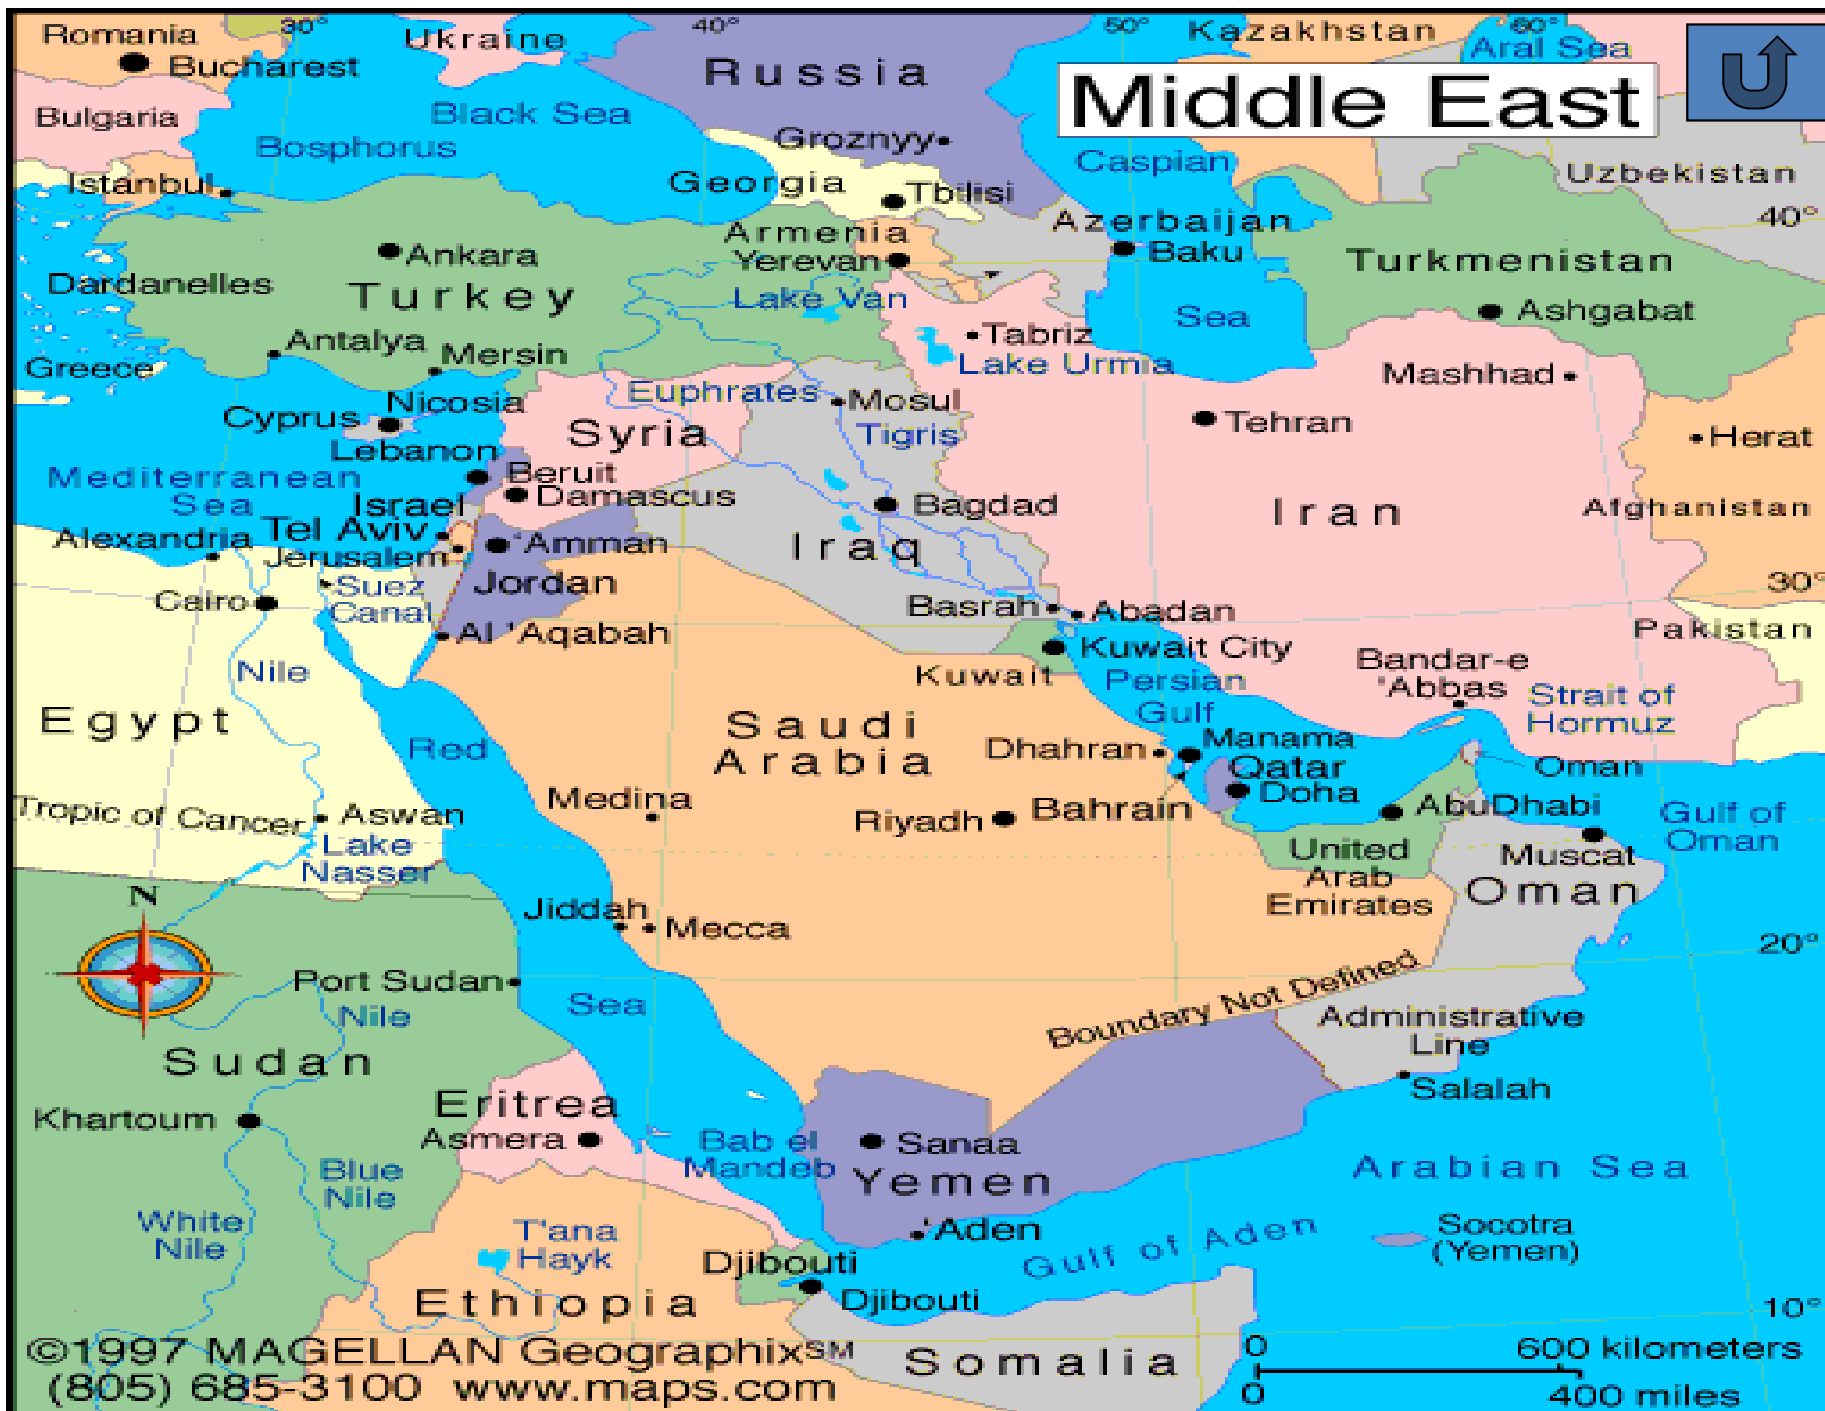 30°
40°
50°
60°
Romania
Bucharest
Ukraine
Russia
Kazakhstan
Aral Sea
Middle East
Bulgaria
Black Sea
Bosphorus
Groznyy
Caspian
Istanbul
Georgia
Tbilisi
Uzbekistan
40°
Armenia
Azerbaijan
Yerevan
Baku
Ankara
Turkmenistan
Dardanelles
Turkey
Lake Van
Sea
Ashgabat
Antalya
Mersin
Tabriz
Lake Urmia
Greece
Mashhad
Nicosia
Euphrates
Mosul
Cyprus
Syria
Tigris
Tehran
Herat
Lebanon
Mediterranean
Sea
Beruit
Damascus
Israel
Bagdad
Iran
Afghanistan
Alexandria
Tel Aviv
Jerusalem
'Amman
Iraq
Suez
Canal
Jordan
30°
Cairo
Basrah
Abadan
Al 'Aqabah
Kuwait City
Pakistan
Nile
Kuwait
Persian
Gulf
Bandar-e
'Abbas
Strait of
Hormuz
Egypt
Red
Saudi
Arabia
Dhahran
Manama
Qatar
Oman
Doha
Medina
Tropic of Cancer
Aswan
Riyadh
Bahrain
AbuDhabi
Gulf of
Oman
Lake
Nasser
United
Arab
Emirates
Muscat
Oman
N
Jiddah
Mecca
20°
Port Sudan
Nile
Sea
Boundary Not Defined
Administrative
Line
Sudan
Salalah
Khartoum
Eritrea
Asmera
Bab el
Mandeb
Sanaa
Yemen
Arabian Sea
Blue
Nile
White
Nile
T'ana
Hayk
Aden
Gulf of Aden
Socotra
(Yemen)
Djibouti
Djibouti
Ethiopia
10°
©1997 MAGELLAN Geographix℠
(805) 685-3100 www.maps.com
Somalia
0 600 kilometers
0 400 miles